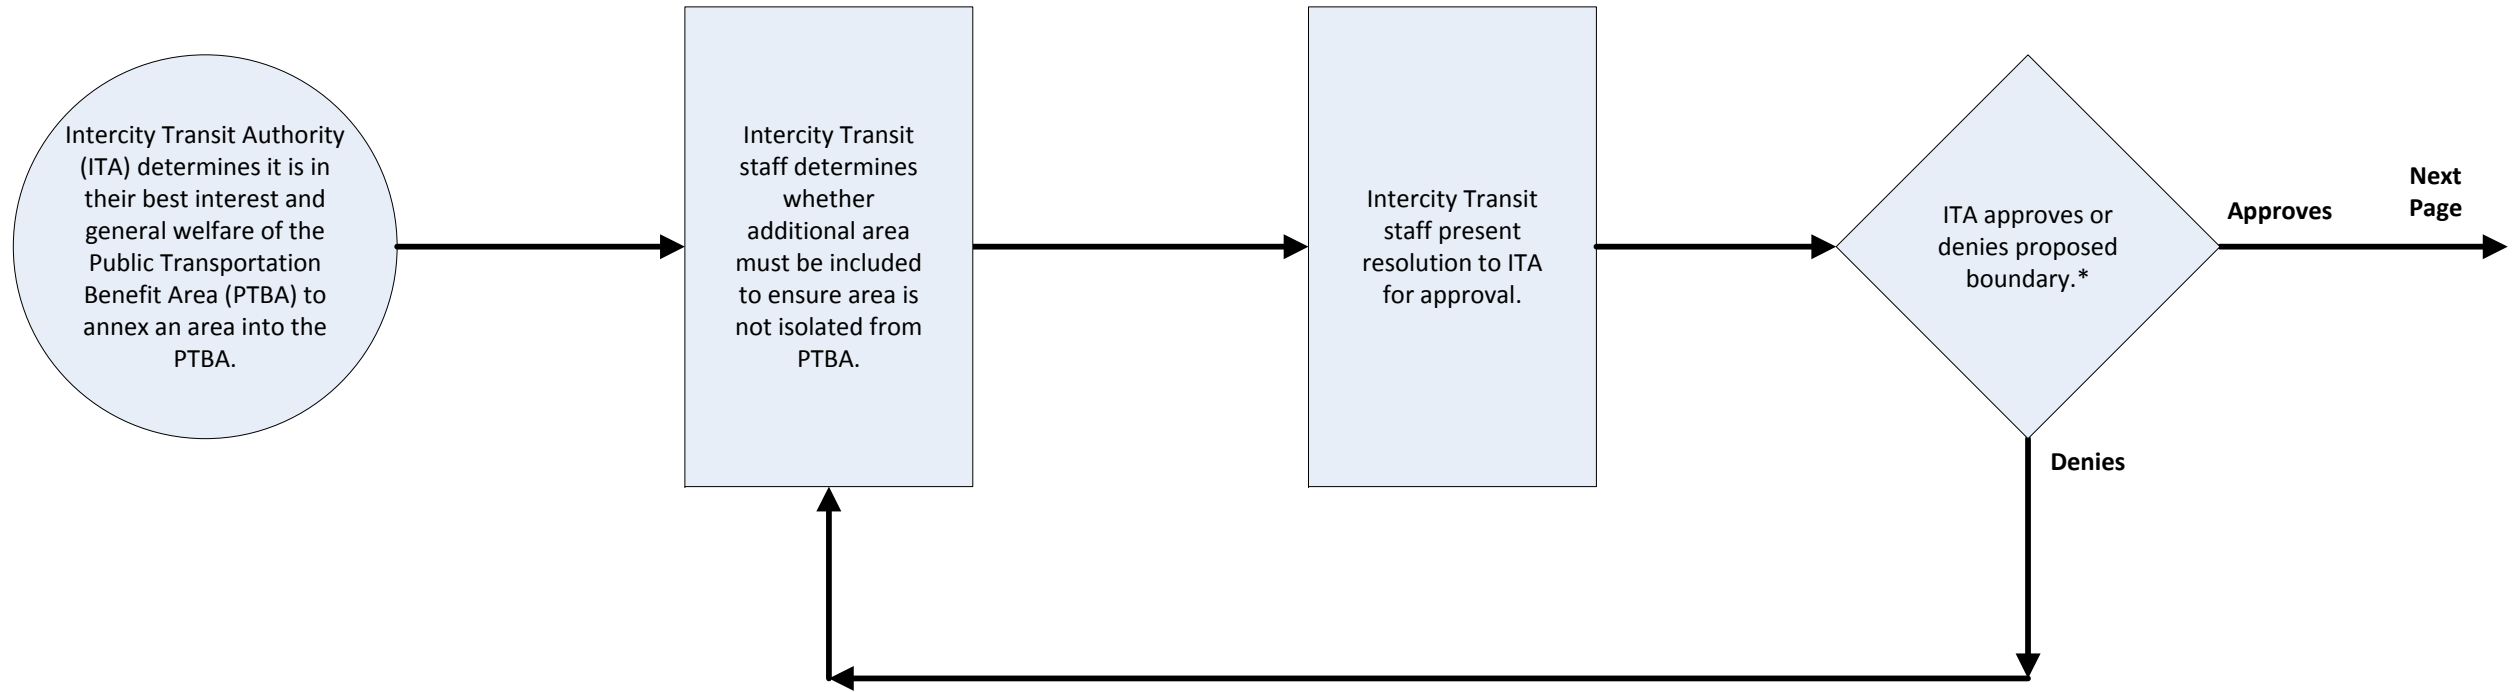 Intercity Transit Authority
(ITA) determines it is in
their best interest and
general welfare of the
Public Transportation
Benefit Area (PTBA) to
annex an area into the
PTBA.
Intercity Transit
staff determines
whether
additional area
must be included
to ensure area is
not isolated from
PTBA.
Intercity Transit
staff present
resolution to ITA
for approval.
ITA approves or
denies proposed
boundary.*
Approves
Next
Page
Denies